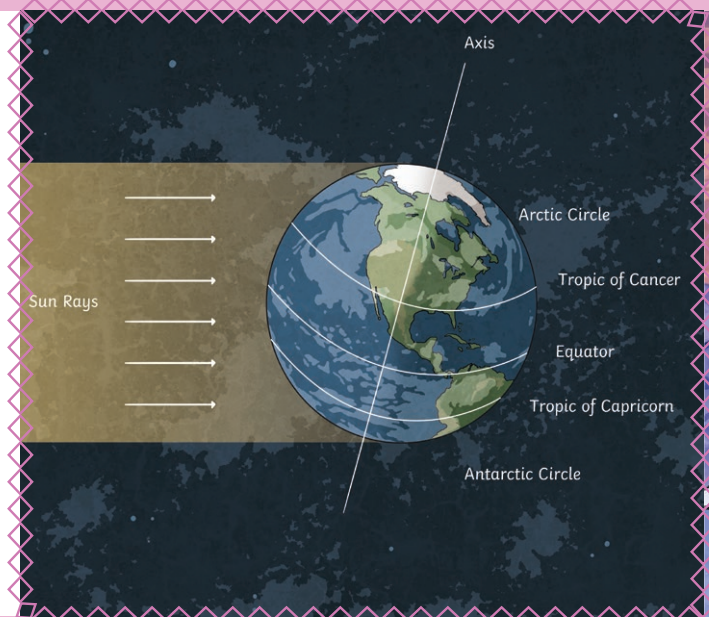 Axis
Arctic Circle
Tropic of Cancer
Sun Rays
Equator
Tropic of Capricorn
Antarctic Circle